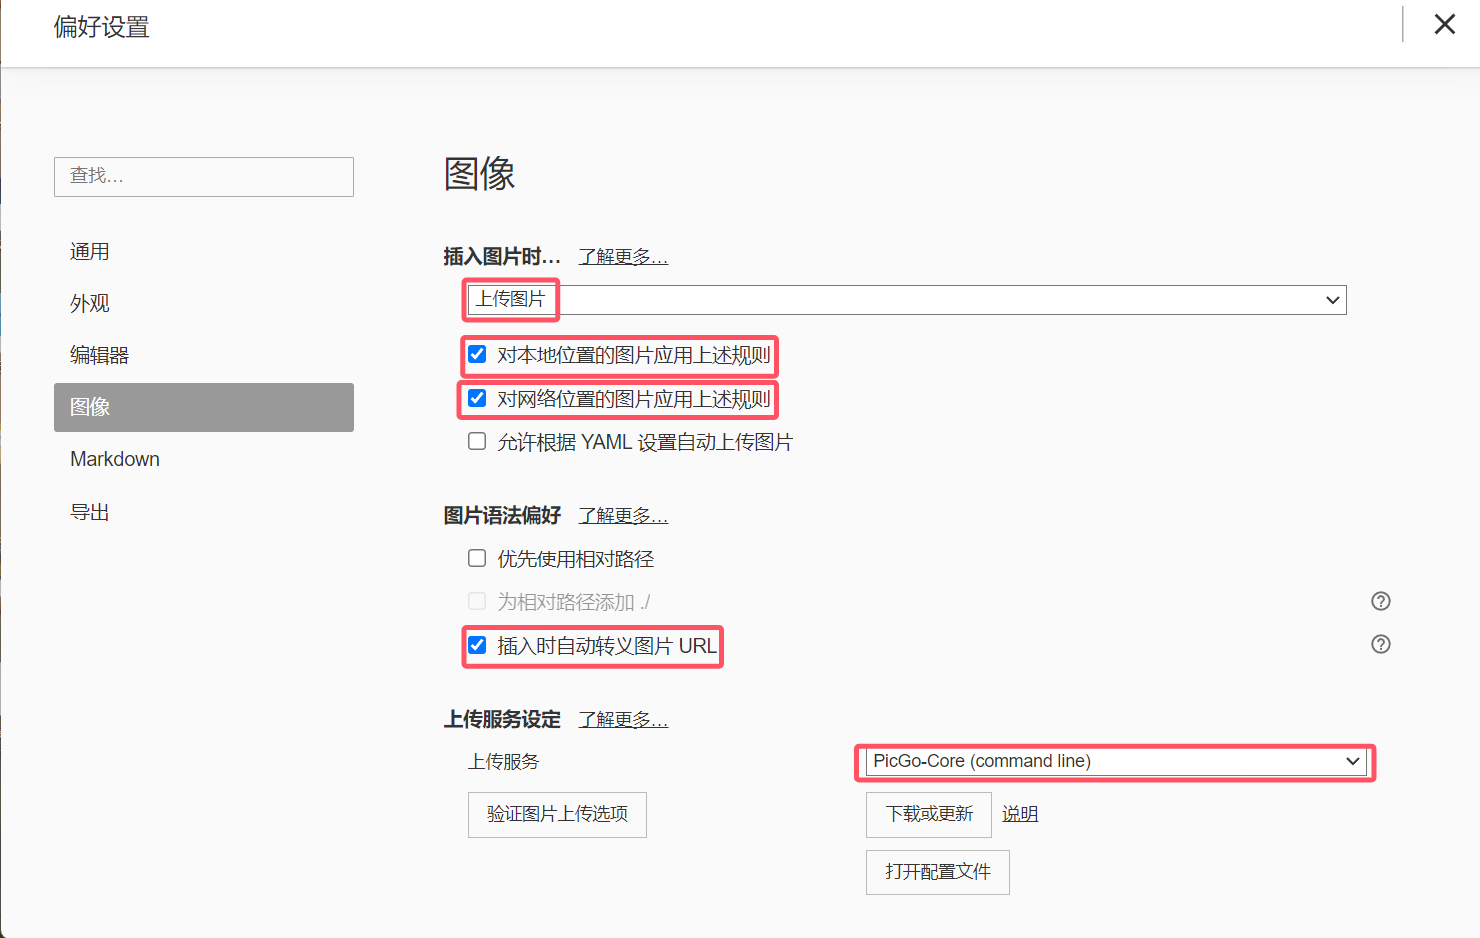 偏好设置
查找...
通用
外观
编辑器
图像
Markdown
导出
图像
插入图片时... 了解更多...
上传图片
对本地位置的图片应用上述规则
对网络位置的图片应用上述规则
允许根据 YAML 设置自动上传图片
图片语法偏好 了解更多...
优先使用相对路径
为相对路径添加 ./
插入时自动转义图片 URL
上传服务设定 了解更多...
上传服务 PicGo-Core (command line)
验证图片上传选项 下载或更新 说明
打开配置文件